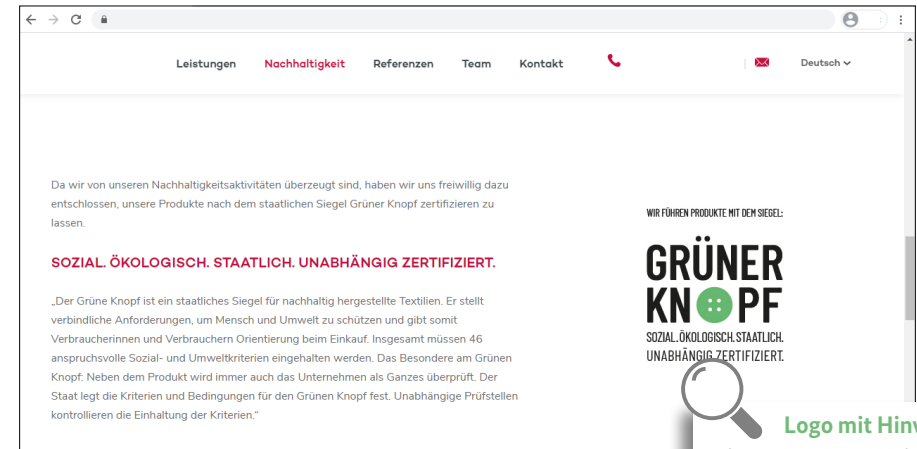 Leistungen Nachhaltigkeit Referenzen Team Kontakt Deutsch
Da wir von unseren Nachhaltigkeitsaktivitäten überzeugt sind, haben wir uns freiwillig dazu
entschlossen, unsere Produkte nach dem staatlichen Siegel Grüner Knopf zertifizieren zu
lassen.
SOZIAL. ÖKOLOGISCH. STAATLICH. UNABHÄNGIG ZERTIFIZIERT.
„Der Grüne Knopf ist ein staatliches Siegel für nachhaltig hergestellte Textilien. Er stellt
verbindliche Anforderungen, um Mensch und Umwelt zu schützen und gibt somit
Verbraucherinnen und Verbrauchern Orientierung beim Einkauf. Insgesamt müssen 46
anspruchsvolle Sozial- und Umweltkriterien eingehalten werden. Das Besondere am Grünen
Knopf: Neben dem Produkt wird immer auch das Unternehmen als Ganzes überprüft. Der
Staat legt die Kriterien und Bedingungen für den Grünen Knopf fest. Unabhängige Prüfstellen
kontrollieren die Einhaltung der Kriterien.“
WIR FÜHREN PRODUKTE MIT DEM SIEGEL:
GRÜNER
KNOPF
SOZIAL. ÖKOLOGISCH. STAATLICH.
UNABHÄNGIG ZERTIFIZIERT.
Logo mit